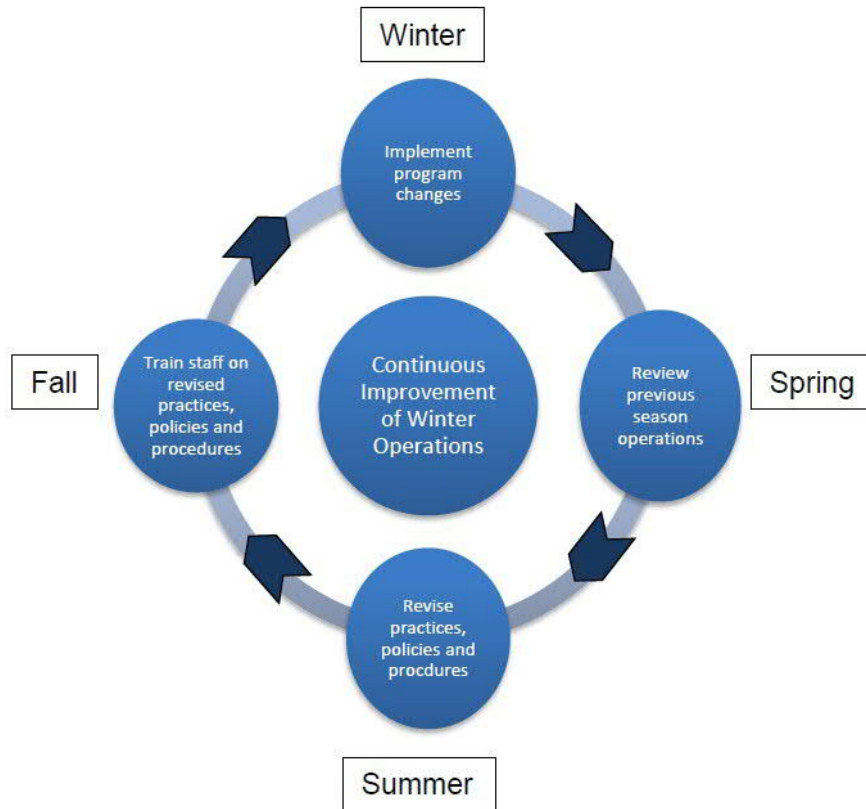 Winter
Implement
program
changes
Fall
Train staff on
revised
practices,
policies and
procedures
Continuous
Improvement
of Winter
Operations
Review
previous
season
operations
Spring
Revise
practices,
policies and
procdures
Summer